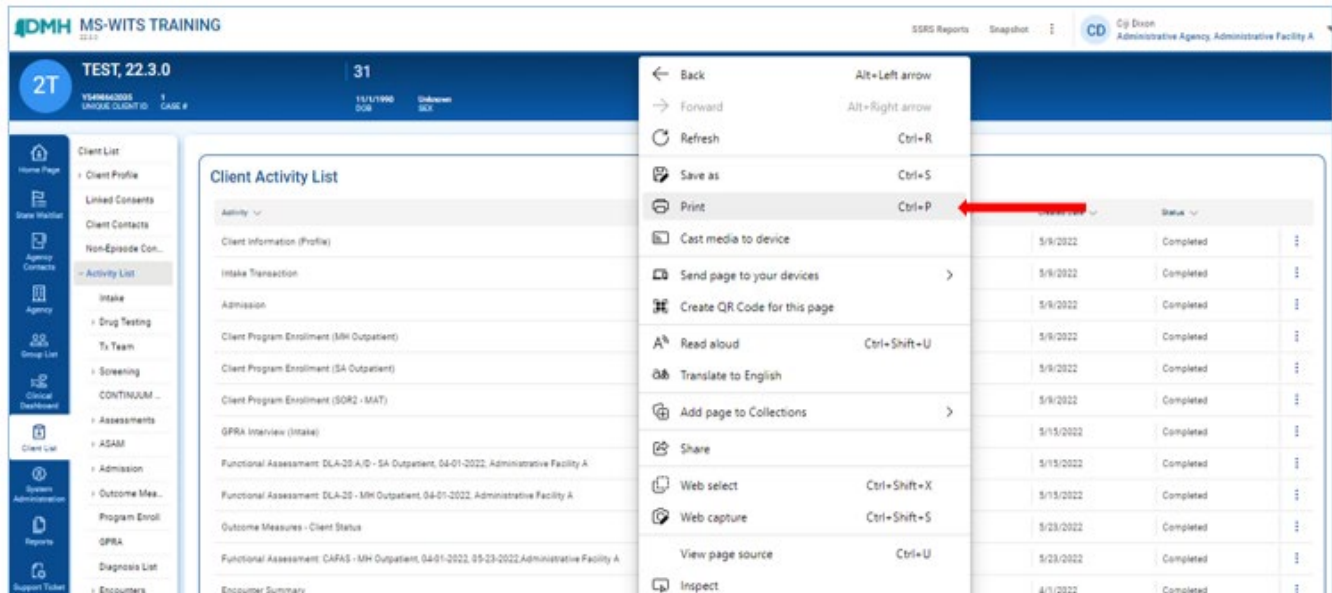 DMH MS-WITS TRAINING
22.3.0
SSRS Reports Snapshot
CD
Administrative Agency, Administrative Facility A
2T
TEST, 22.3.0
31
UNIQUE CLIENT ID 1 CASE #
11/1/1990 DOB
Unknown SEX
Home Page
State Waitlist
Agency Contacts
Agency
Group List
Clinical Dashboard
Client List
System Administration
Reports
Support Ticket
Client List
Client Profile
Linked Consents
Client Contacts
Non-Episode Con...
Activity List
Intake
Drug Testing
Tx Team
Screening
CONTINUUM ...
Assessments
ASAM
Admission
Outcome Mea...
Program Enroll
GPRA
Diagnosis List
Encounters
Client Activity List
Activity Created Date Status
Client Information (Profile) 5/9/2022 Completed
Intake Transaction 5/9/2022 Completed
Admission 5/9/2022 Completed
Client Program Enrollment (MH Outpatient) 5/9/2022 Completed
Client Program Enrollment (SA Outpatient) 5/9/2022 Completed
Client Program Enrollment (SOR2 - MAT) 5/9/2022 Completed
GPRA Interview (Intake) 5/15/2022 Completed
Functional Assessment: DLA-20 A/D - SA Outpatient, 04-01-2022, Administrative Facility A 5/15/2022 Completed
Functional Assessment: DLA-20 - MH Outpatient, 04-01-2022, Administrative Facility A 5/15/2022 Completed
Outcome Measures - Client Status 5/23/2022 Completed
Functional Assessment: CAFAS - MH Outpatient, 04-01-2022, 05-23-2022,Administrative Facility A 5/23/2022 Completed
Encounter Summary 4/1/2022 Completed
Back Alt+Left arrow
Forward Alt+Right arrow
Refresh Ctrl+R
Save as Ctrl+S
Print Ctrl+P
Cast media to device
Send page to your devices
Create QR Code for this page
Read aloud Ctrl+Shift+U
Translate to English
Add page to Collections
Share
Web select Ctrl+Shift+X
Web capture Ctrl+Shift+S
View page source Ctrl+U
Inspect